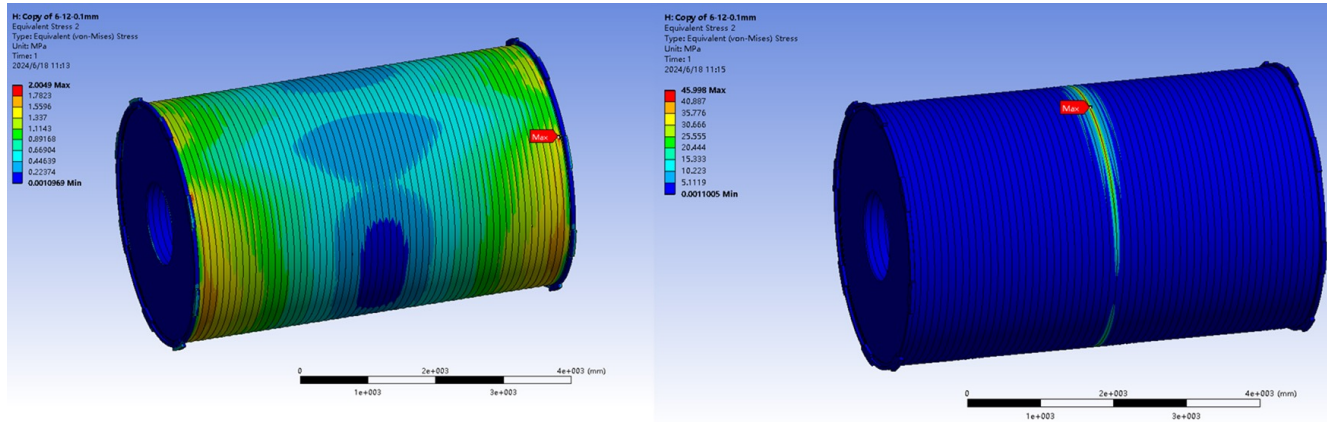 H: Copy of 6-12-0.1mm
Equivalent Stress 2
Type: Equivalent (von-Mises) Stress
Unit: MPa
Time: 1
2024/6/18 11:13
2.0049 Max
1.7823
1.5596
1.337
1.1143
0.89168
0.66904
0.44639
0.22374
0.0010969 Min
Max
0 2e+003 4e+003 (mm)
1e+003 3e+003
H: Copy of 6-12-0.1mm
Equivalent Stress 2
Type: Equivalent (von-Mises) Stress
Unit: MPa
Time: 1
2024/6/18 11:15
45.998 Max
40.887
35.776
30.666
25.555
20.444
15.333
10.223
5.1119
0.0011005 Min
Max
0 2e+003 4e+003 (mm)
1e+003 3e+003